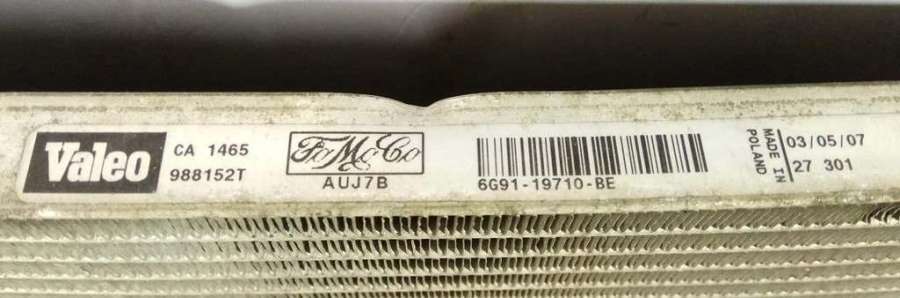 Valeo
CA 1465
988152T
FoMoCo
AUJ7B
6G91-19710-BE
MADE IN
POLAND
03/05/07
27 301